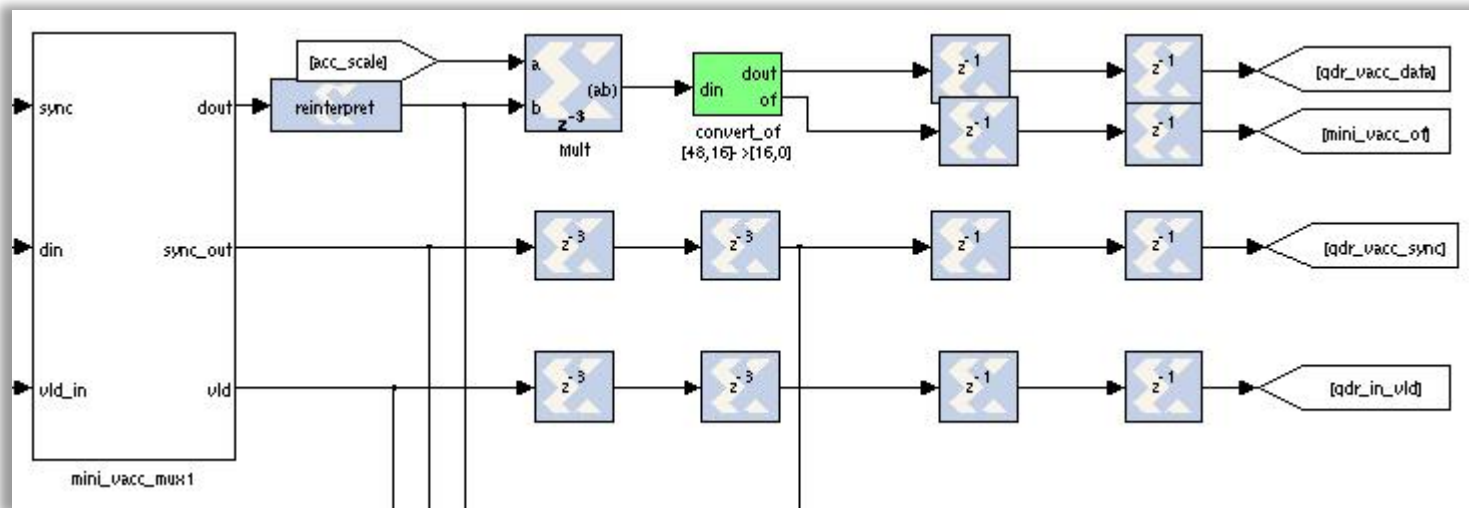 [acc_scale]
a
z⁻¹
z⁻¹
[qdr_vacc_data]
sync
dout
reinterpret
b
(ab)
z⁻³
Mult
din
dout
of
convert_of
[48,16]->[16,0]
z⁻¹
z⁻¹
[mini_vacc_of]
din
sync_out
z⁻³
z⁻³
z⁻¹
z⁻¹
[qdr_vacc_sync]
vld_in
vld
z⁻³
z⁻³
z⁻¹
z⁻¹
[qdr_in_vld]
mini_vacc_mux1